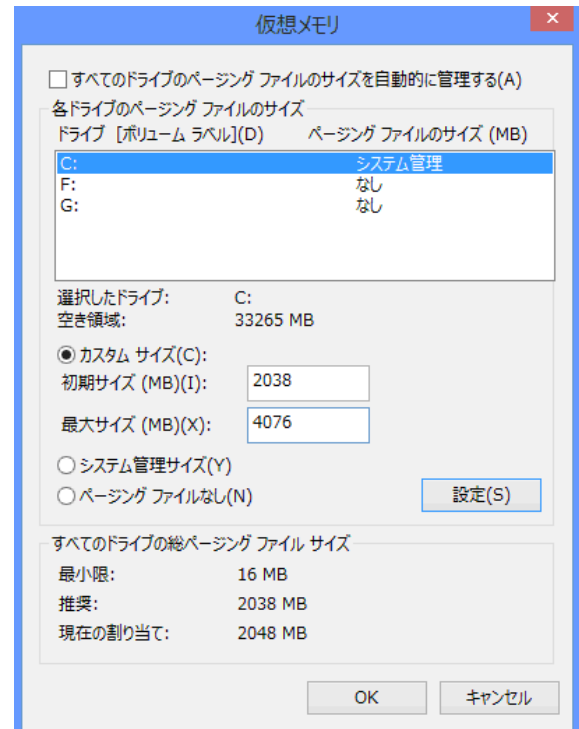 仮想メモリ
すべてのドライブのページング ファイルのサイズを自動的に管理する(A)
各ドライブのページング ファイルのサイズ
ドライブ [ボリューム ラベル](D) ページング ファイルのサイズ (MB)
C: システム管理
F: なし
G: なし
選択したドライブ: C:
空き領域: 33265 MB
カスタム サイズ(C):
初期サイズ (MB)(I): 2038
最大サイズ (MB)(X): 4076
システム管理サイズ(Y)
ページング ファイルなし(N) 設定(S)
すべてのドライブの総ページング ファイル サイズ
最小限: 16 MB
推奨: 2038 MB
現在の割り当て: 2048 MB
OK キャンセル